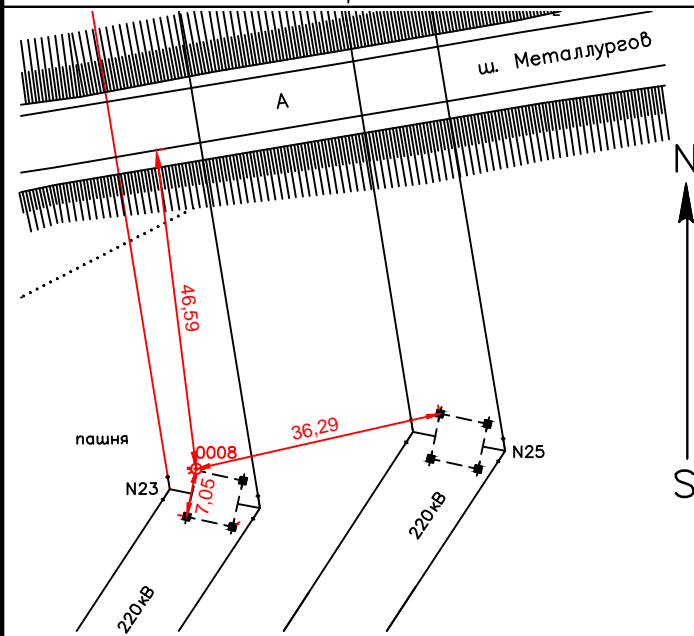 ш. Металлургов
А
N
46,59
36,29
пашня
0008
N25
N23
7,05
S
220кВ
220кВ